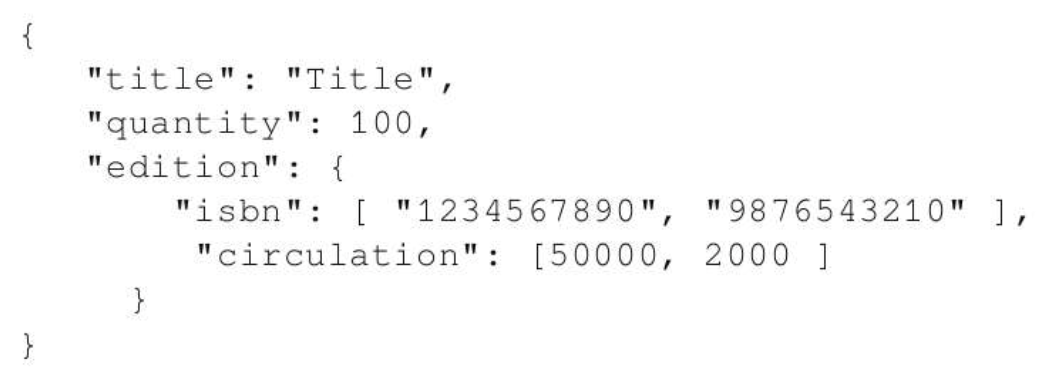 {
    "title": "Title",
    "quantity": 100,
    "edition": {
        "isbn": [ "1234567890", "9876543210" ],
         "circulation": [50000, 2000 ]
      }
}